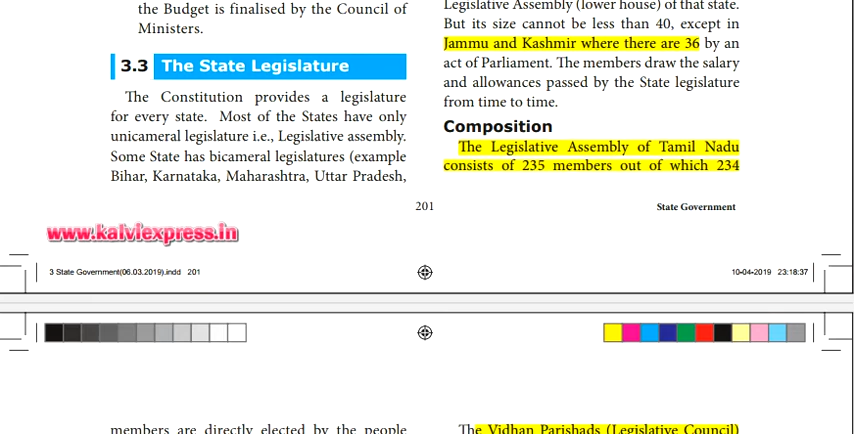 the Budget is finalised by the Council of
Ministers.
3.3 The State Legislature
The Constitution provides a legislature
for every state. Most of the States have only
unicameral legislature i.e., Legislative assembly.
Some State has bicameral legislatures (example
Bihar, Karnataka, Maharashtra, Uttar Pradesh,
Legislative Assembly (lower house) of that state.
But its size cannot be less than 40, except in
Jammu and Kashmir where there are 36 by an
act of Parliament. The members draw the salary
and allowances passed by the State legislature
from time to time.
Composition
The Legislative Assembly of Tamil Nadu
consists of 235 members out of which 234
201
State Government
www.kalviexpress.in
3 State Government(06.03.2019).indd 201
10-04-2019 23:18:37
members are directly elected by the people
The Vidhan Parishads (Legislative Council)